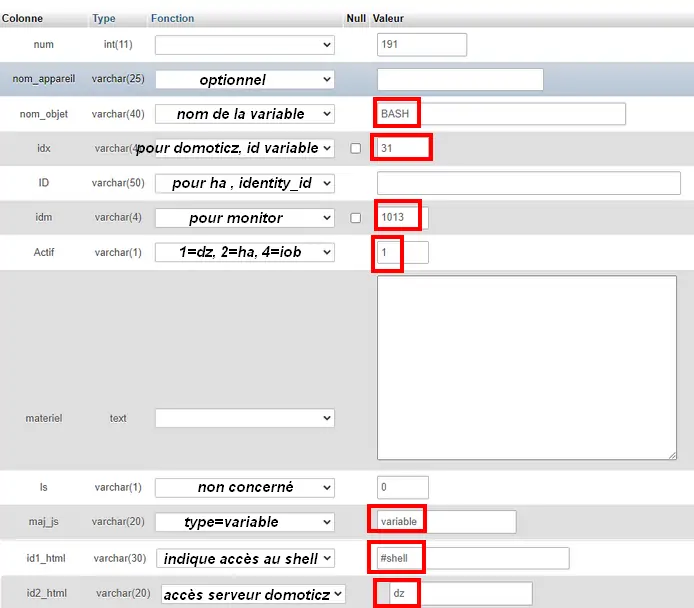 Colonne Type Fonction Null Valeur
num int(11) 191
nom_appareil varchar(25) optionnel
nom_objet varchar(40) nom de la variable BASH
idx varchar(4 pour domoticz, id variable 31
ID varchar(50) pour ha , identity_id
idm varchar(4) pour monitor 1013
Actif varchar(1) 1=dz, 2=ha, 4=iob 1
materiel text
ls varchar(1) non concerné 0
maj_js varchar(20) type=variable variable
id1_html varchar(30) indique accès au shell #shell
id2_html varchar(20) accès serveur domoticz dz